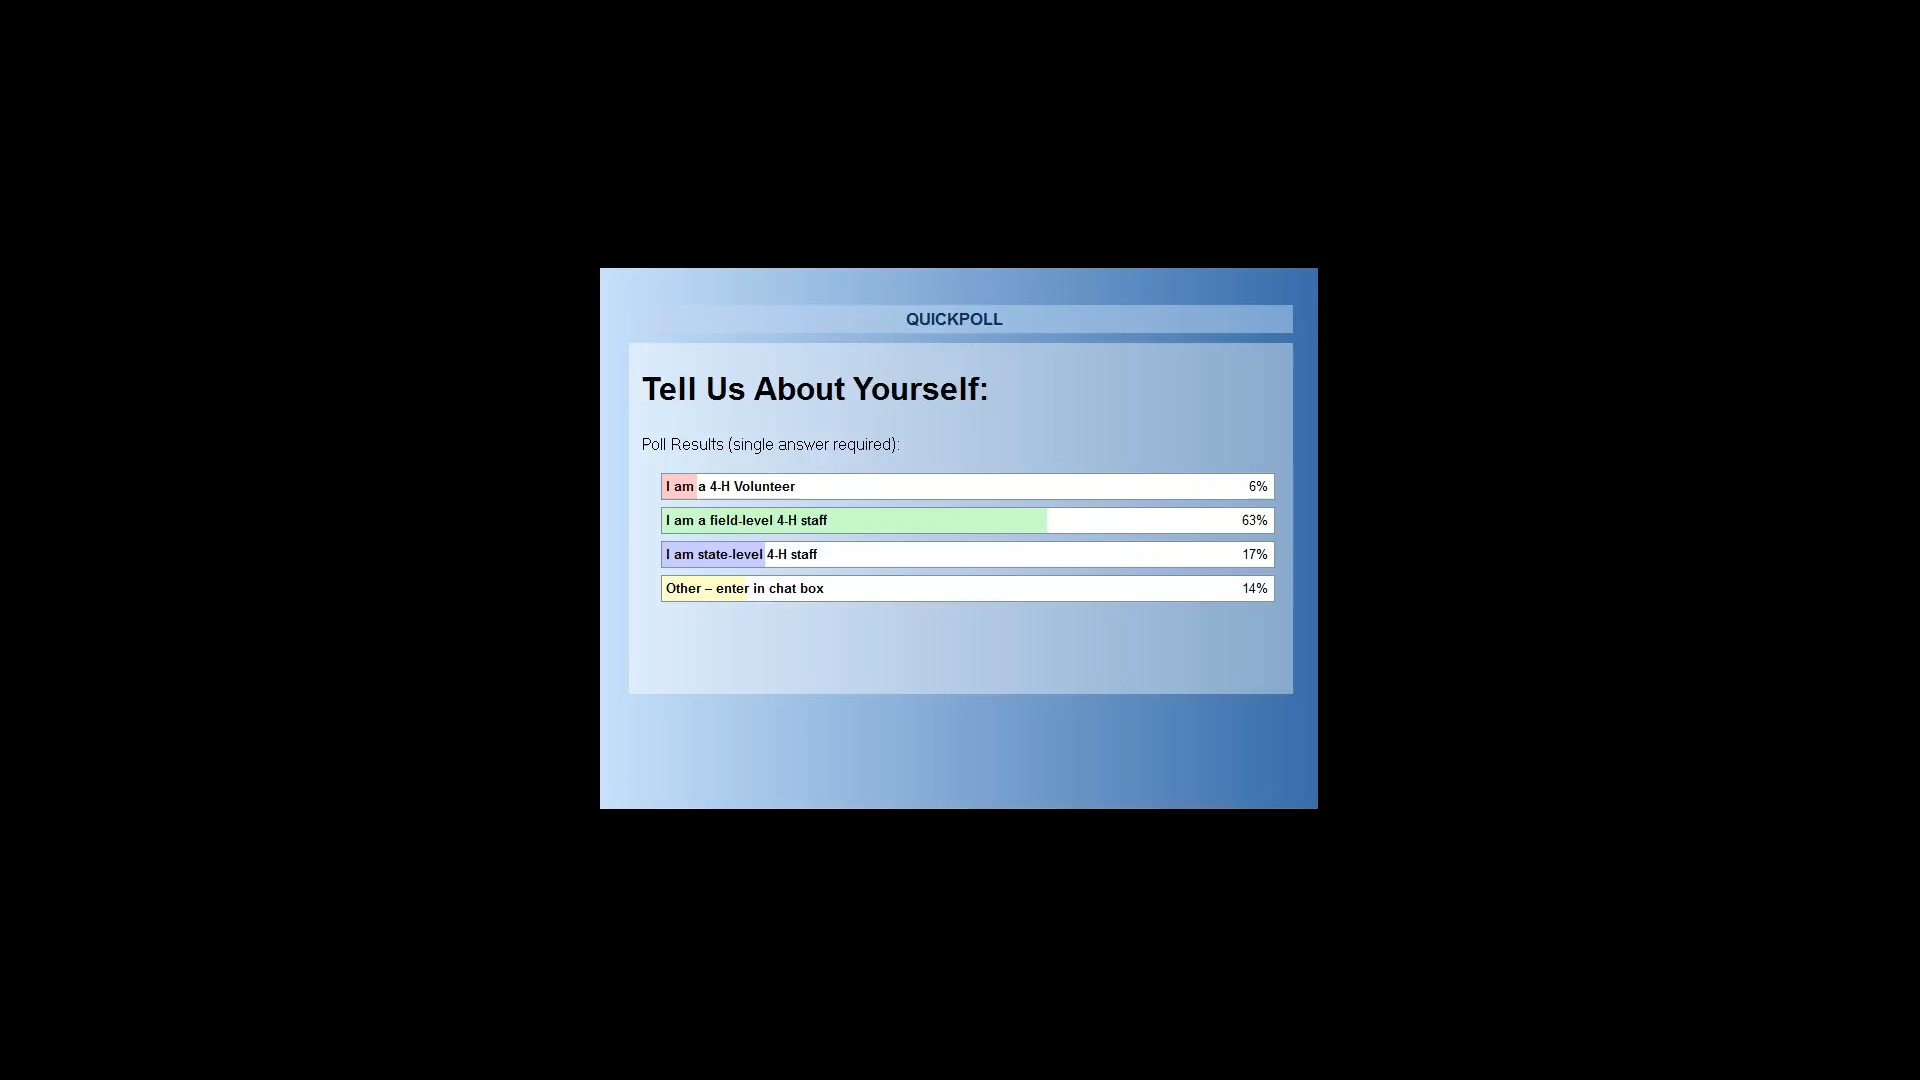 QUICKPOLL
Tell Us About Yourself:
Poll Results (single answer required):
I am a 4-H Volunteer 6%
I am a field-level 4-H staff 63%
I am state-level 4-H staff 17%
Other – enter in chat box 14%